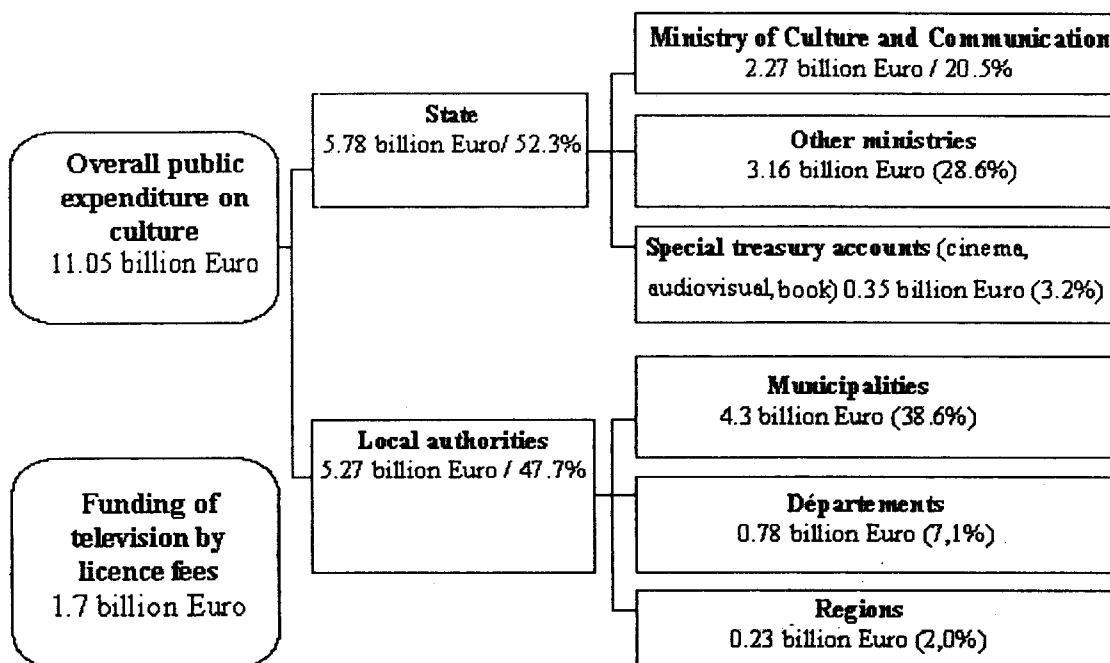 Overall public
expenditure on
culture
11.05 billion Euro
Funding of
television by
licence fees
1.7 billion Euro
State
5.78 billion Euro/ 52.3%
Local authorities
5.27 billion Euro / 47.7%
Ministry of Culture and Communication
2.27 billion Euro / 20.5%
Other ministries
3.16 billion Euro (28.6%)
Special treasury accounts (cinema,
audiovisual, book) 0.35 billion Euro (3.2%)
Municipalities
4.3 billion Euro (38.6%)
Départements
0.78 billion Euro (7,1%)
Regions
0.23 billion Euro (2,0%)